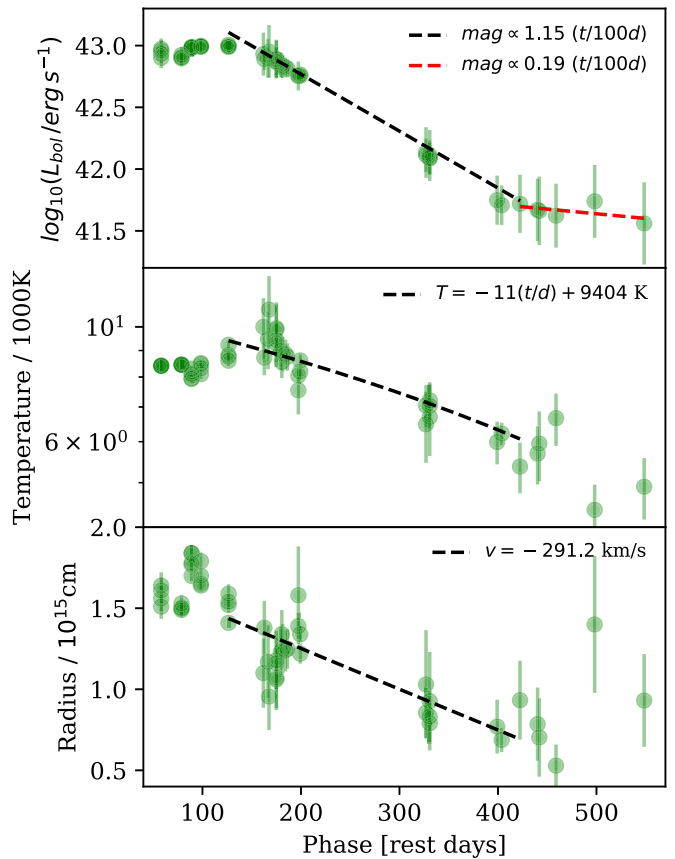 43.0
42.5
42.0
41.5
log₁₀(L_bol/erg s⁻¹)
mag ∝ 1.15 (t/100d)
mag ∝ 0.19 (t/100d)
10¹
6 × 10⁰
Temperature / 1000K
T = −11(t/d) + 9404 K
2.0
1.5
1.0
0.5
Radius / 10¹⁵cm
v = −291.2 km/s
100 200 300 400 500
Phase [rest days]